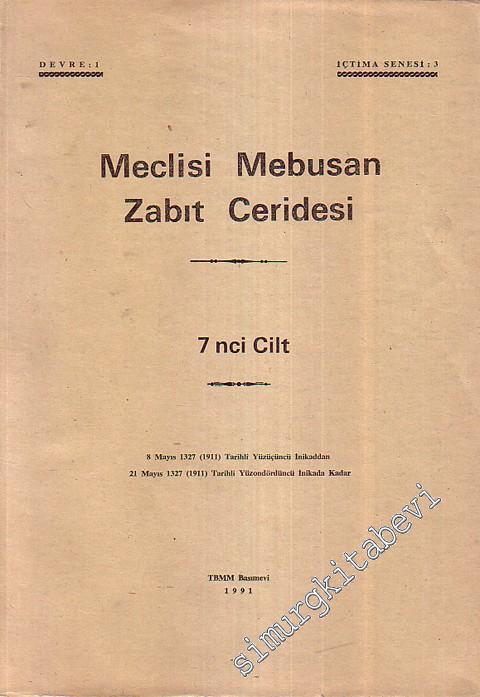 DEVRE: 1
İÇTİMA SENESİ: 3
Meclisi Mebusan
Zabıt Ceridesi
7 nci Cilt
8 Mayıs 1327 (1911) Tarihli Yüzüçüncü İnikaddan
21 Mayıs 1327 (1911) Tarihli Yüzondördüncü İnikada Kadar
TBMM Basımevi
1991
simurgkitabevi